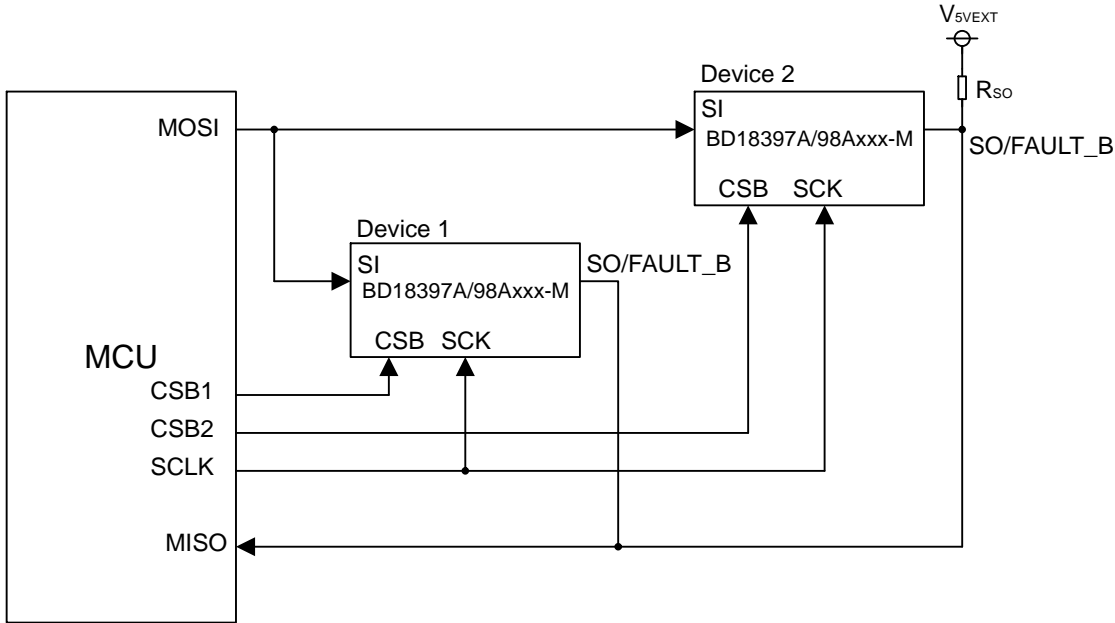 V5VEXT
RSO
Device 2
SI
BD18397A/98Axxx-M
CSB SCK
SO/FAULT_B
MOSI
Device 1
SI
BD18397A/98Axxx-M
CSB SCK
SO/FAULT_B
MCU
CSB1
CSB2
SCLK
MISO